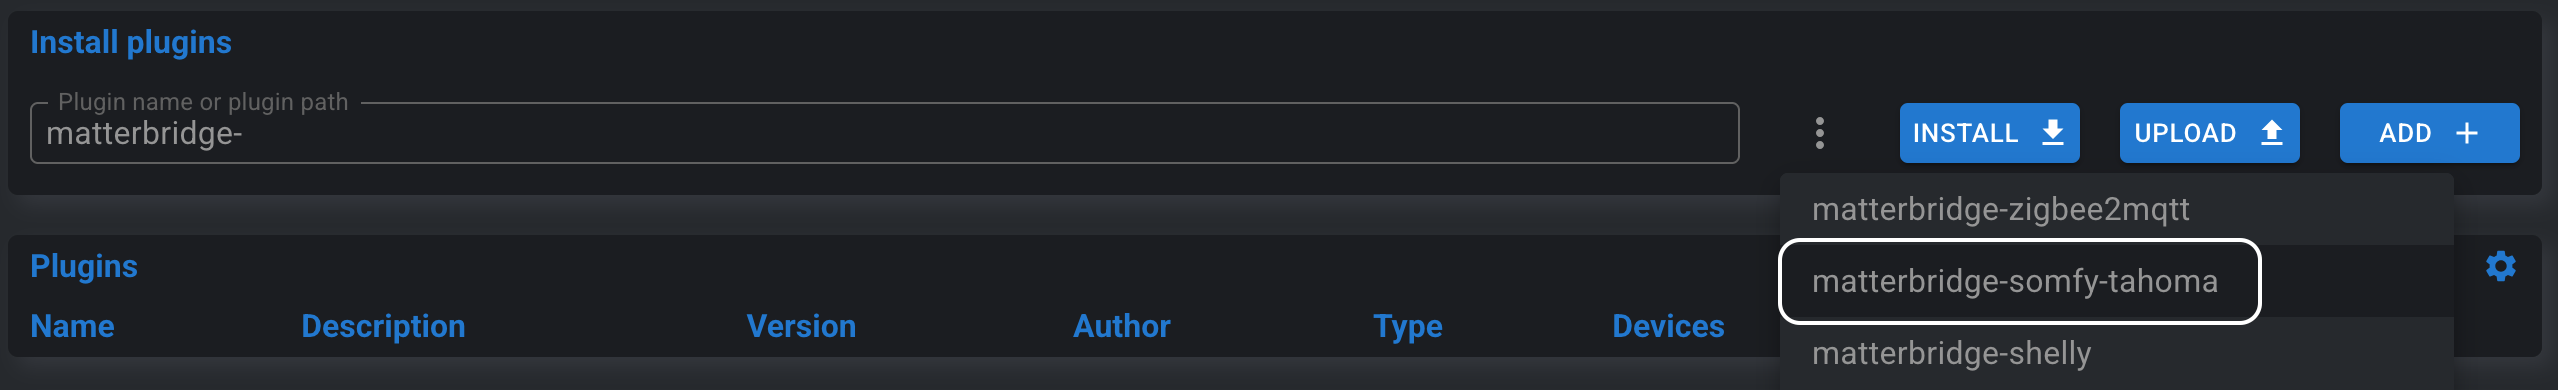 Install plugins
Plugin name or plugin path
matterbridge-
INSTALL
UPLOAD
ADD
matterbridge-zigbee2mqtt
matterbridge-somfy-tahoma
matterbridge-shelly
Plugins
Name Description Version Author Type Devices